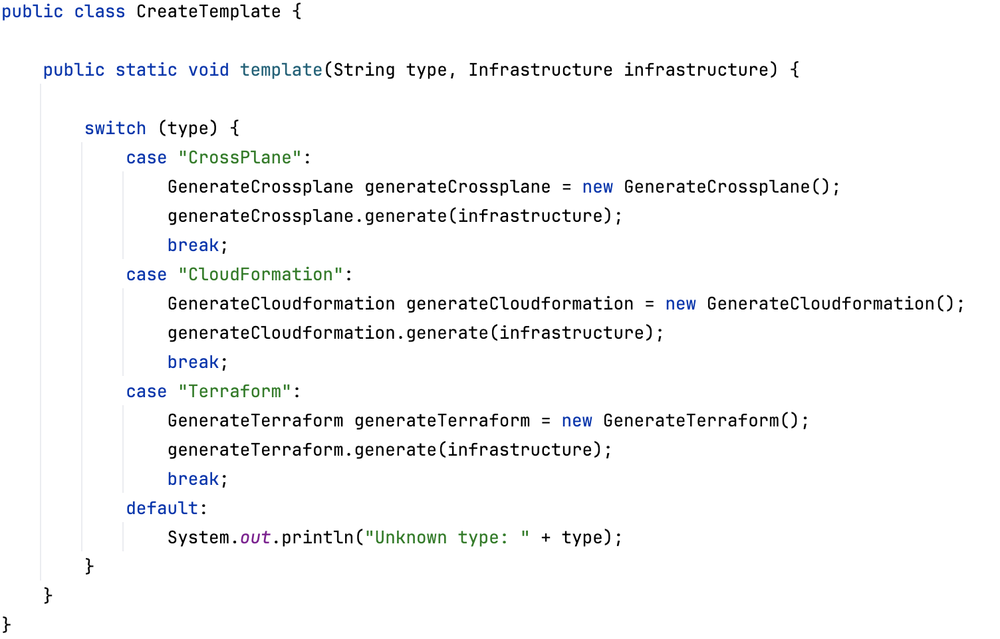 public class CreateTemplate {
public static void template(String type, Infrastructure infrastructure) {
switch (type) {
case "CrossPlane":
GenerateCrossplane generateCrossplane = new GenerateCrossplane();
generateCrossplane.generate(infrastructure);
break;
case "CloudFormation":
GenerateCloudformation generateCloudformation = new GenerateCloudformation();
generateCloudformation.generate(infrastructure);
break;
case "Terraform":
GenerateTerraform generateTerraform = new GenerateTerraform();
generateTerraform.generate(infrastructure);
break;
default:
System.out.println("Unknown type: " + type);
}
}
}